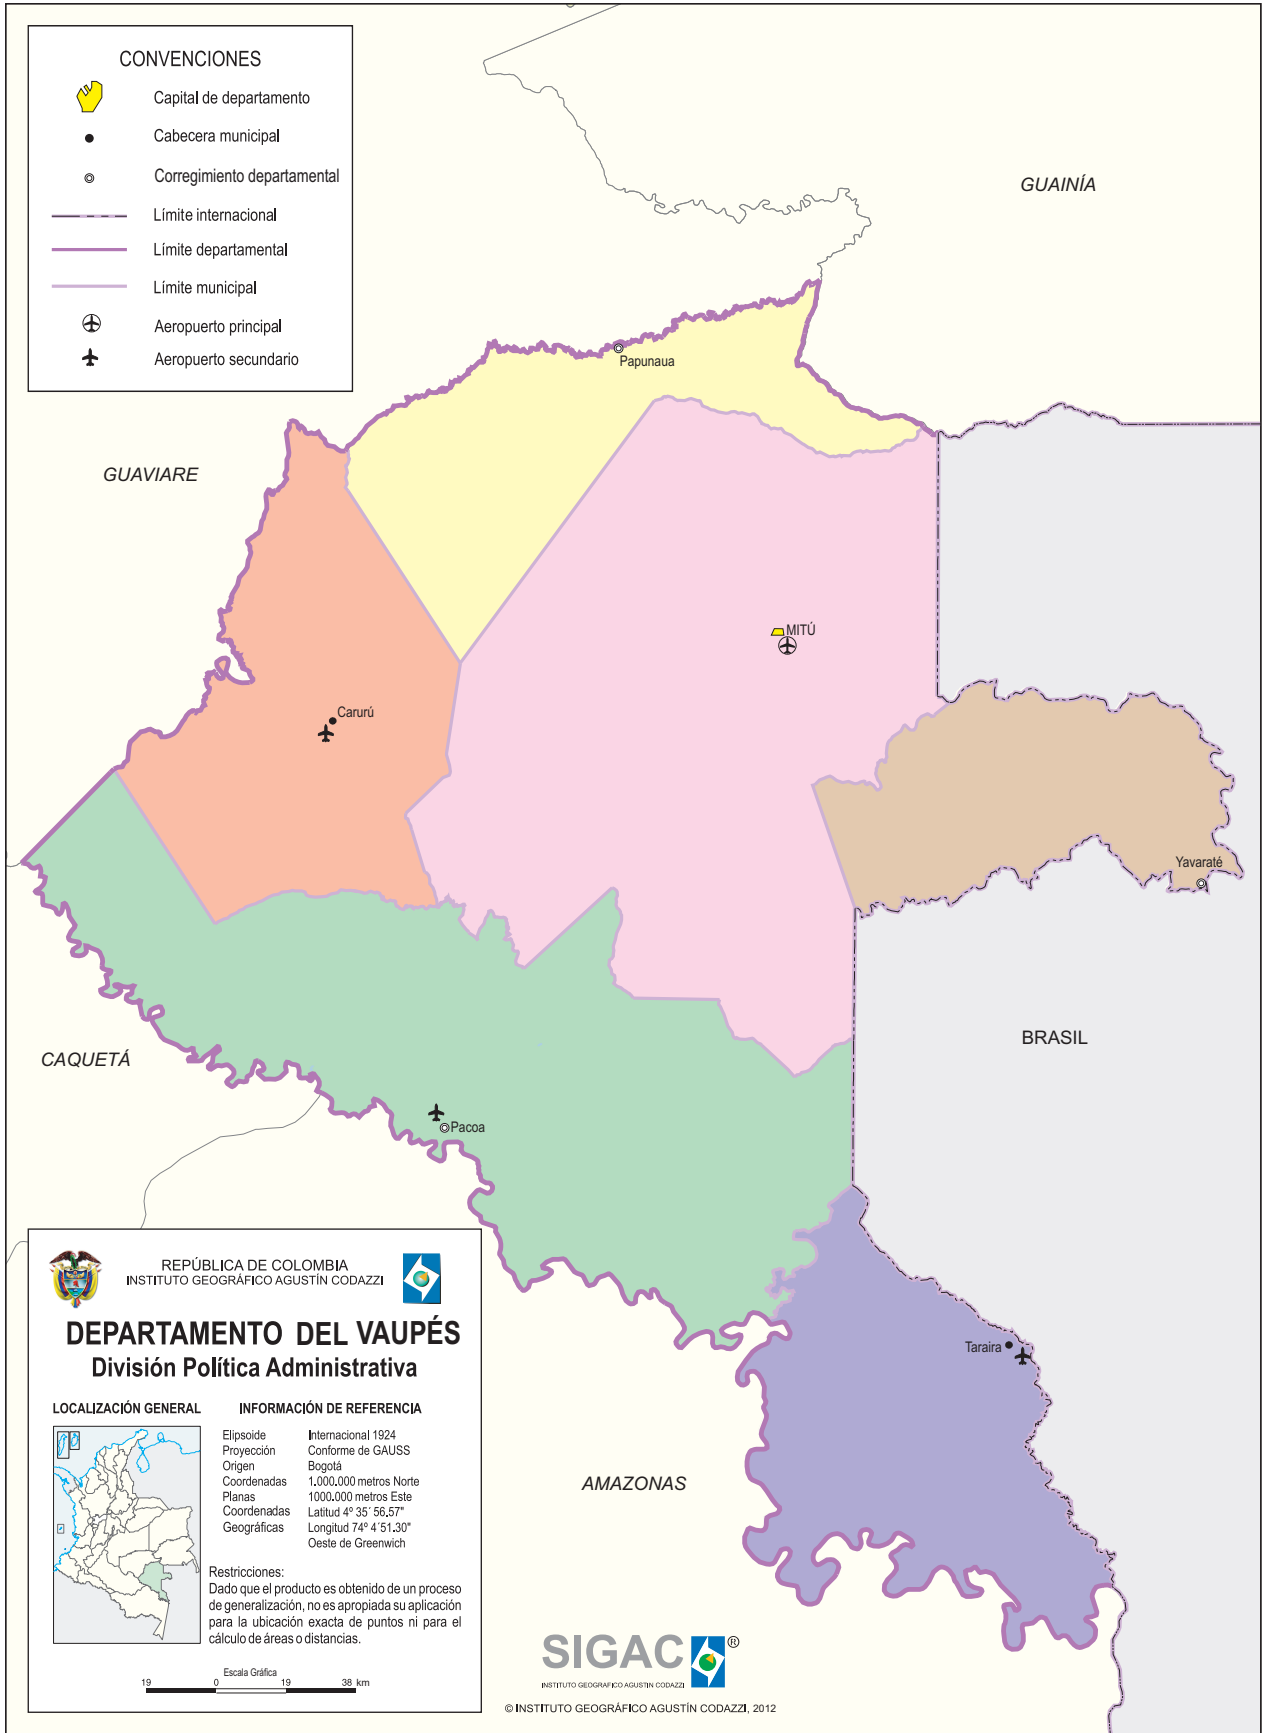 CONVENCIONES
Capital de departamento
Cabecera municipal
Corregimiento departamental
Límite internacional
Límite departamental
Límite municipal
Aeropuerto principal
Aeropuerto secundario
GUAINÍA
Papunaua
GUAVIARE
MITÚ
Carurú
Yavaraté
BRASIL
CAQUETÁ
Pacoa
Taraira
AMAZONAS
REPÚBLICA DE COLOMBIA
INSTITUTO GEOGRÁFICO AGUSTÍN CODAZZI
DEPARTAMENTO DEL VAUPÉS
División Política Administrativa
LOCALIZACIÓN GENERAL
INFORMACIÓN DE REFERENCIA
Elipsoide Internacional 1924
Proyección Conforme de GAUSS
Origen Bogotá
Coordenadas 1.000.000 metros Norte
Planas 1000.000 metros Este
Coordenadas Latitud 4º 35´56.57"
Geográficas Longitud 74º 4´51.30"
Oeste de Greenwich
Restricciones:
Dado que el producto es obtenido de un proceso
de generalización, no es apropiada su aplicación
para la ubicación exacta de puntos ni para el
cálculo de áreas o distancias.
Escala Gráfica
19 0 19 38 km
SIGAC ®
INSTITUTO GEOGRAFICO AGUSTIN CODAZZI
© INSTITUTO GEOGRÁFICO AGUSTÍN CODAZZI, 2012